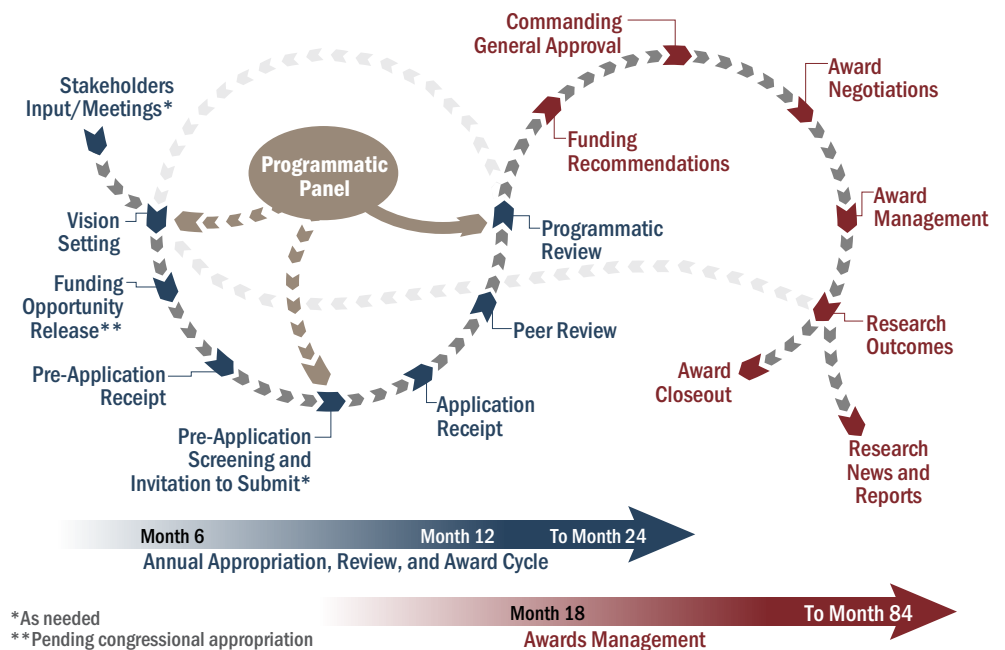 Commanding
General Approval
Stakeholders
Input/Meetings*
Award
Negotiations
Programmatic
Panel
Funding
Recommendations
Award
Management
Vision
Setting
Programmatic
Review
Funding
Opportunity
Release**
Peer Review
Research
Outcomes
Pre-Application
Receipt
Award
Closeout
Application
Receipt
Pre-Application
Screening and
Invitation to Submit*
Research
News and
Reports
Month 6
Month 12
To Month 24
Annual Appropriation, Review, and Award Cycle
Month 18
To Month 84
Awards Management
*As needed
**Pending congressional appropriation